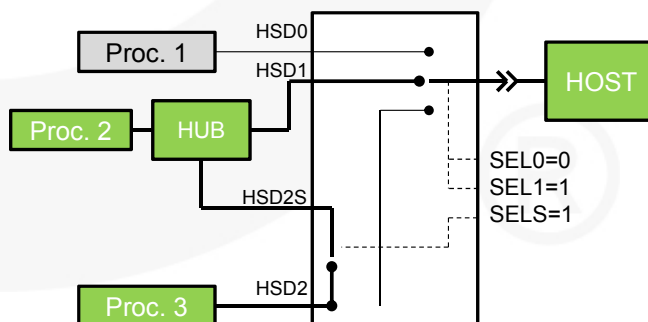 HSD0
Proc. 1
HSD1
HOST
Proc. 2
HUB
SEL0=0
SEL1=1
HSD2S
SELS=1
HSD2
Proc. 3
®